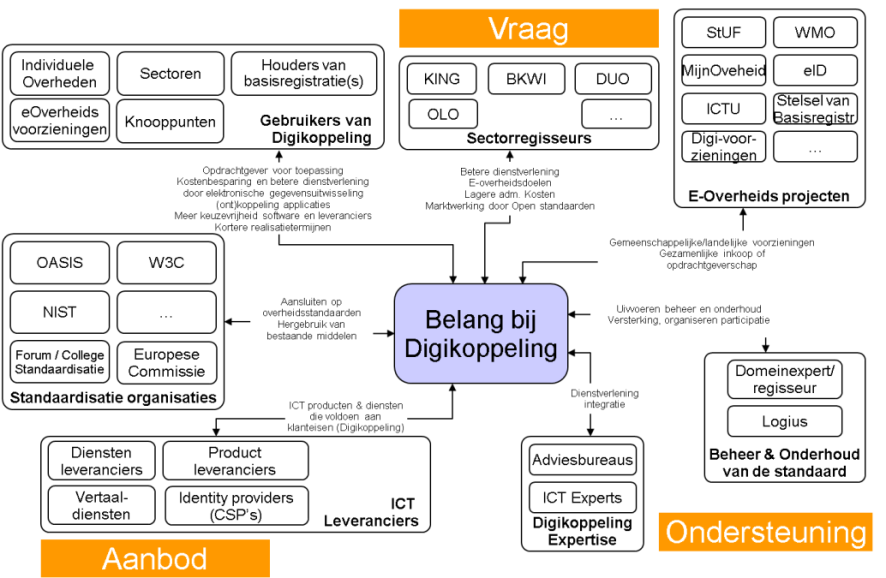 Vraag
Individuele
Overheden
Sectoren
Houders van
basisregistratie(s)
eOverheids
voorzieningen
Knooppunten
Gebruikers van
Digikoppeling
KING
BKWI
DUO
OLO
...
Sectorregisseurs
StUF
WMO
MijnOveheid
eID
ICTU
Stelsel van
Basisregistr
Digi-voor-
zieningen
...
E-Overheids projecten
Opdrachtgever voor toepassing
Kostenbesparing en betere dienstverlening
door elektronische gegevensuitwisseling
(ont)koppeling applicaties
Meer keuzevrijheid software en leveranciers
Kortere realisatietermijnen
Betere dienstverlening
E-overheidsdoelen
Lagere adm. Kosten
Marktwerking door Open standaarden
Gemeenschappelijke/landelijke voorzieningen
Gezamenlijke inkoop of
opdrachtgeverschap
OASIS
W3C
NIST
...
Forum / College
Standaardisatie
Europese
Commissie
Standaardisatie organisaties
Aansluiten op
overheidsstandaarden
Hergebruik van
bestaande middelen
Belang bij
Digikoppeling
Uivoeren beheer en onderhoud
Versterking, organiseren participatie
Domeinexpert/
regisseur
Logius
Beheer & Onderhoud
van de standaard
ICT producten & diensten
die voldoen aan
klanteisen (Digikoppeling)
Dienstverlening
integratie
Diensten
leveranciers
Product
leveranciers
Vertaal-
diensten
Identity providers
(CSP's)
ICT
Leveranciers
Adviesbureaus
ICT Experts
Digikoppeling
Expertise
Ondersteuning
Aanbod